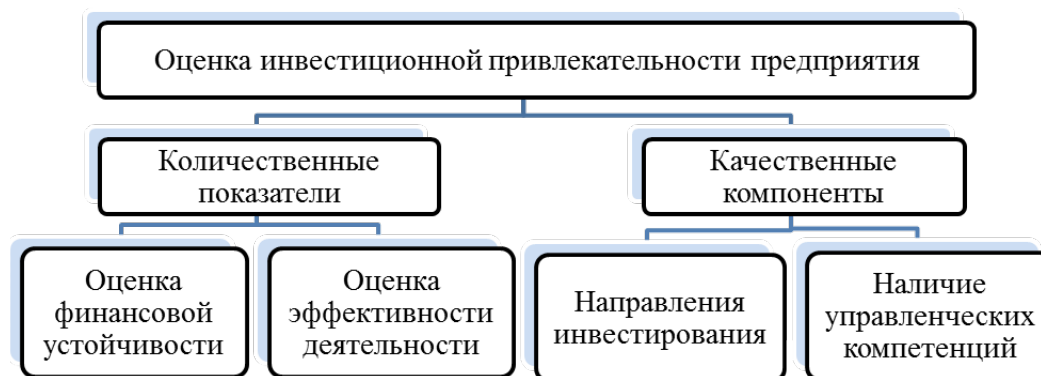 Оценка инвестиционной привлекательности предприятия
Количественные
показатели
Качественные
компоненты
Оценка
финансовой
устойчивости
Оценка
эффективности
деятельности
Направления
инвестирования
Наличие
управленческих
компетенций